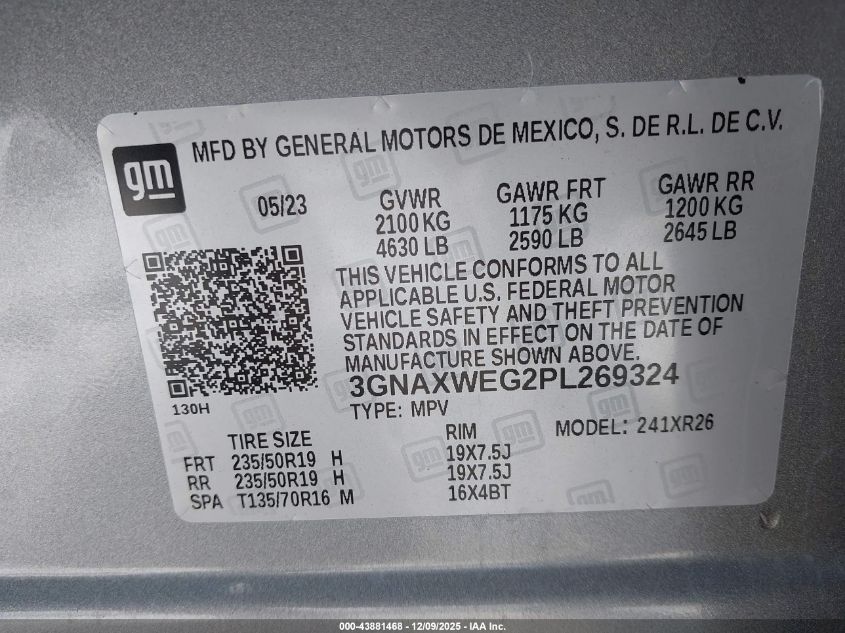 gm
MFD BY GENERAL MOTORS DE MEXICO, S. DE R.L. DE C.V.
05/23
GVWR
2100 KG
4630 LB
GAWR FRT
1175 KG
2590 LB
GAWR RR
1200 KG
2645 LB
THIS VEHICLE CONFORMS TO ALL
APPLICABLE U.S. FEDERAL MOTOR
VEHICLE SAFETY AND THEFT PREVENTION
STANDARDS IN EFFECT ON THE DATE OF
MANUFACTURE SHOWN ABOVE.
3GNAXWEG2PL269324
130H
TYPE: MPV
MODEL: 241XR26
TIRE SIZE RIM
FRT 235/50R19 H 19X7.5J
RR 235/50R19 H 19X7.5J
SPA T135/70R16 M 16X4BT
000-43881468 - 12/09/2025 - IAA Inc.